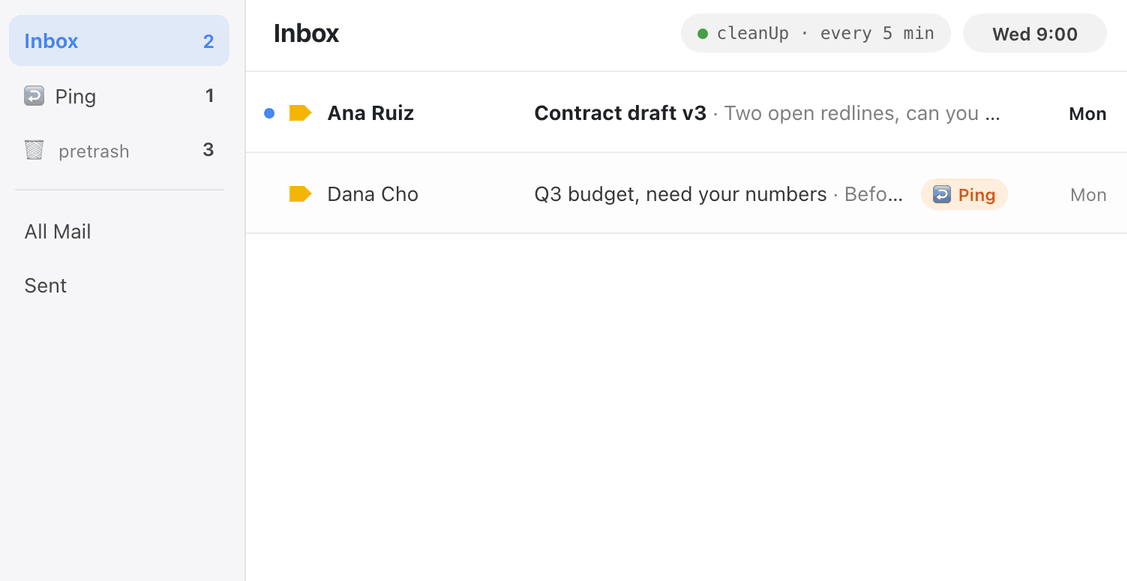 Inbox 2
Ping 1
pretrash 3
All Mail
Sent
Inbox
cleanUp · every 5 min
Wed 9:00
Ana Ruiz Contract draft v3 · Two open redlines, can you ... Mon
Dana Cho Q3 budget, need your numbers · Befo... Ping Mon